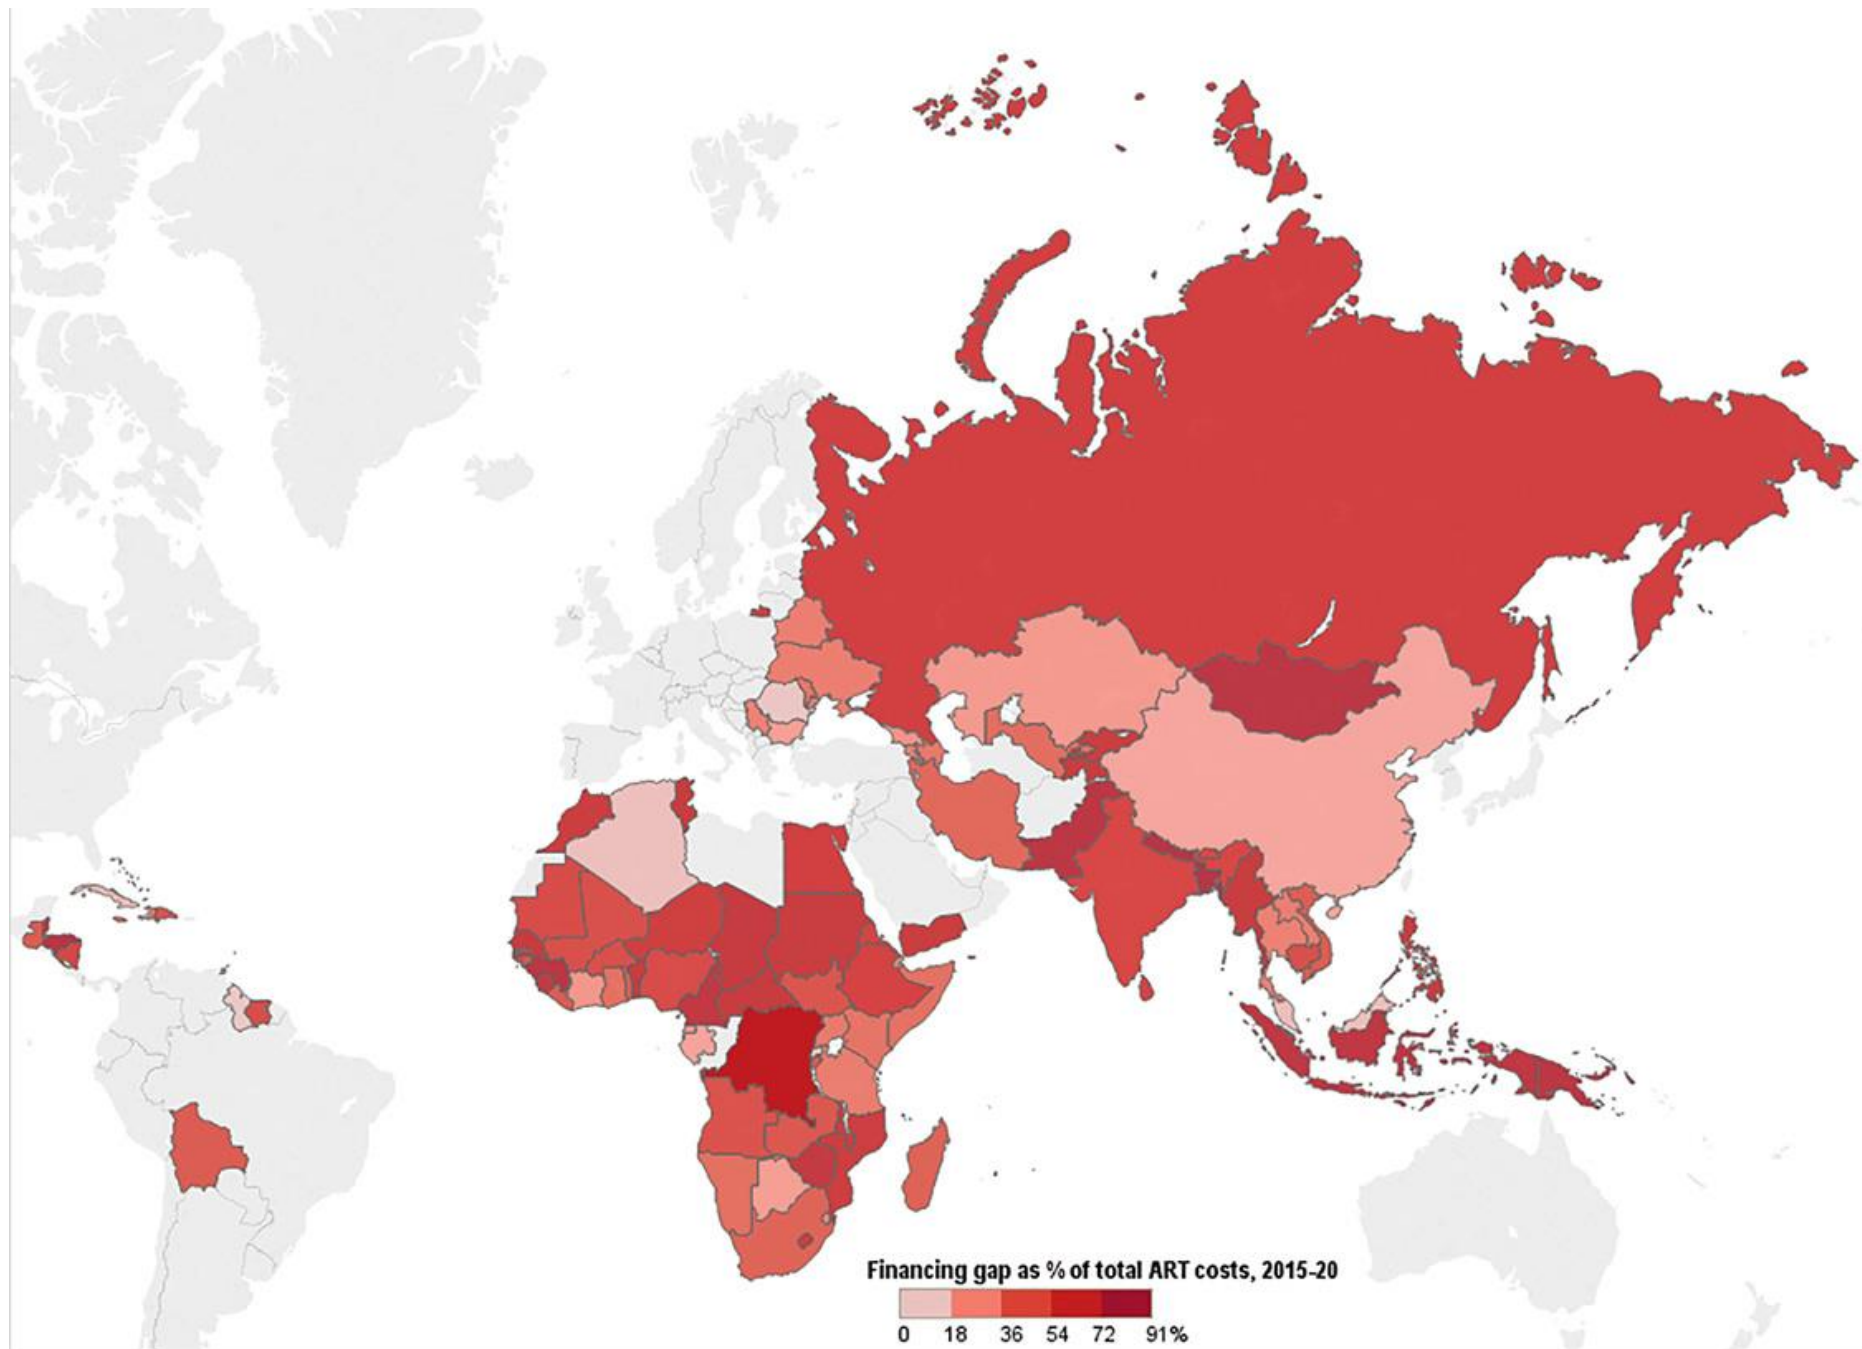 Financing gap as % of total ART costs, 2015-20
0 18 36 54 72 91%